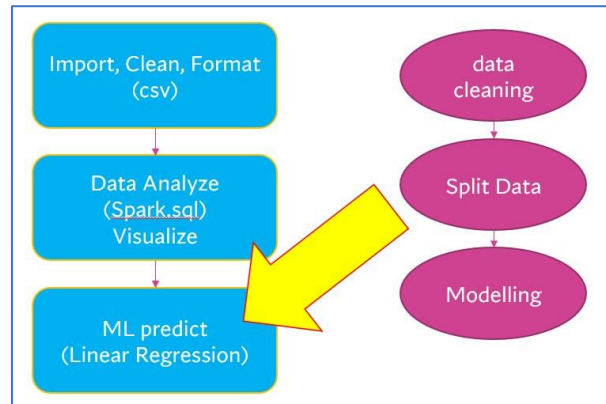 Import, Clean, Format
(csv)
Data Analyze
(Spark.sql)
Visualize
ML predict
(Linear Regression)
data
cleaning
Split Data
Modelling